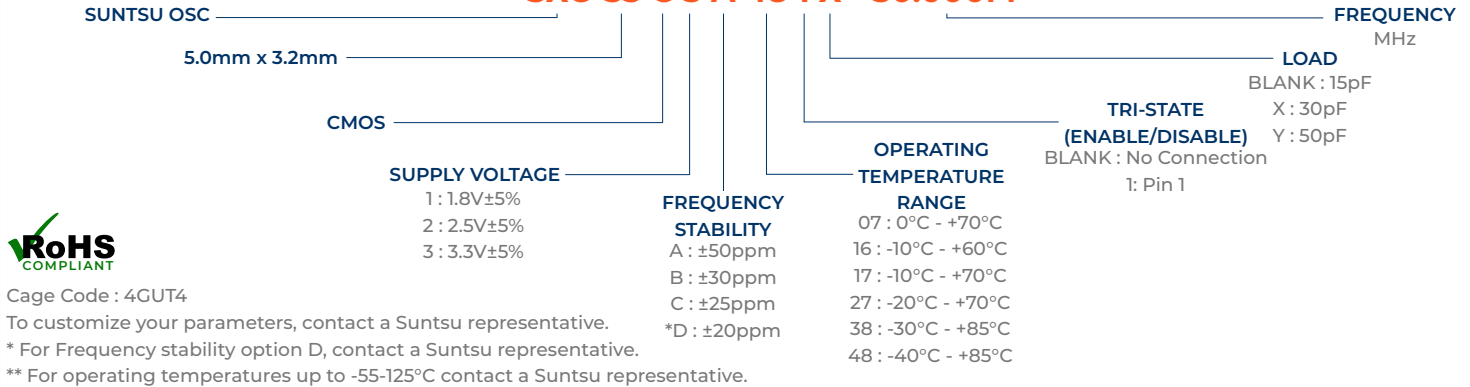 SUNTSU OSC
FREQUENCY
MHz
5.0mm x 3.2mm
LOAD
BLANK : 15pF
X : 30pF
Y : 50pF
CMOS
TRI-STATE
(ENABLE/DISABLE)
BLANK : No Connection
1: Pin 1
SUPPLY VOLTAGE
1 : 1.8V±5%
2 : 2.5V±5%
3 : 3.3V±5%
FREQUENCY
STABILITY
A : ±50ppm
B : ±30ppm
C : ±25ppm
*D : ±20ppm
OPERATING
TEMPERATURE
RANGE
07 : 0°C - +70°C
16 : -10°C - +60°C
17 : -10°C - +70°C
27 : -20°C - +70°C
38 : -30°C - +85°C
48 : -40°C - +85°C
RoHS
COMPLIANT
Cage Code : 4GUT4
To customize your parameters, contact a Suntsu representative.
* For Frequency stability option D, contact a Suntsu representative.
** For operating temperatures up to -55-125°C contact a Suntsu representative.